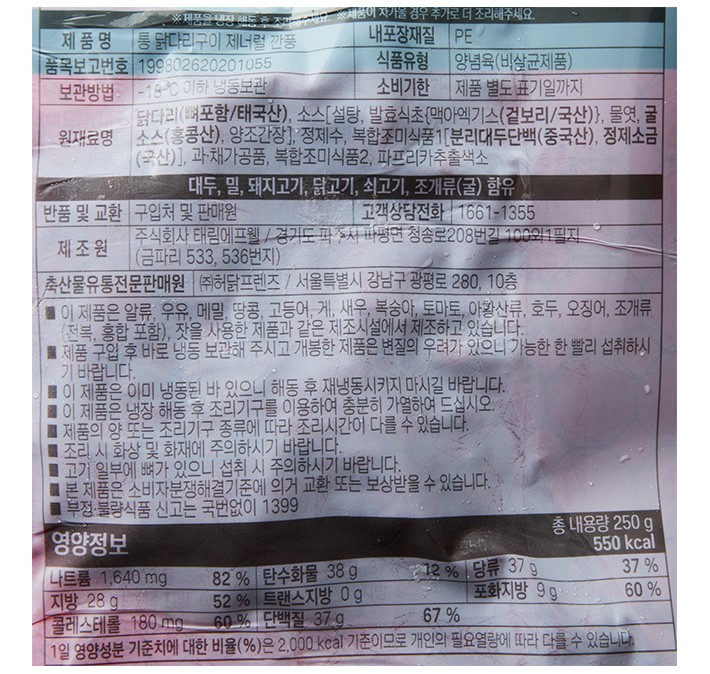 ※제품을 냉장 해동 후 조리해주세요. ※제품이 차가울 경우 추가로 더 조리해주세요.
제 품 명 통 닭다리구이 제너럴 깐풍 내포장재질 PE
품목보고번호 199802620201055 식품유형 양념육(비살균제품)
보관방법 -18℃ 이하 냉동보관 소비기한 제품 별도 표기일까지
원재료명 닭다리(뼈포함/태국산), 소스[설탕, 발효식초{맥아엑기스(겉보리/국산)}, 물엿, 굴
소스(홍콩산), 양조간장], 정제수, 복합조미식품1[분리대두단백(중국산), 정제소금
(국산)], 과·채가공품, 복합조미식품2, 파프리카추출색소
대두, 밀, 돼지고기, 닭고기, 쇠고기, 조개류(굴) 함유
반품 및 교환 구입처 및 판매원 고객상담전화 1661-1355
제 조 원 주식회사 태림에프웰 / 경기도 파주시 파평면 청송로208번길 100외1필지
(금파리 533, 536번지)
축산물유통전문판매원 ㈜허닭프렌즈 / 서울특별시 강남구 광평로 280, 10층
■ 이 제품은 알류, 우유, 메밀, 땅콩, 고등어, 게, 새우, 복숭아, 토마토, 아황산류, 호두, 오징어, 조개류
(전복, 홍합 포함), 잣을 사용한 제품과 같은 제조시설에서 제조하고 있습니다.
■ 제품 구입 후 바로 냉동 보관해 주시고 개봉한 제품은 변질의 우려가 있으니 가능한 한 빨리 섭취하시
기 바랍니다.
■ 이 제품은 이미 냉동된 바 있으니 해동 후 재냉동시키지 마시길 바랍니다.
■ 이 제품은 냉장 해동 후 조리기구를 이용하여 충분히 가열하여 드십시오.
■ 제품의 양 또는 조리기구 종류에 따라 조리시간이 다를 수 있습니다.
■ 조리 시 화상 및 화재에 주의하시기 바랍니다.
■ 고기 일부에 뼈가 있으니 섭취 시 주의하시기 바랍니다.
■ 본 제품은 소비자분쟁해결기준에 의거 교환 또는 보상받을 수 있습니다.
■ 부정·불량식품 신고는 국번없이 1399
영양정보 총 내용량 250 g
550 kcal
나트륨 1,640 mg 82 % 탄수화물 38 g 12 % 당류 37 g 37 %
지방 28 g 52 % 트랜스지방 0 g 포화지방 9 g 60 %
콜레스테롤 180 mg 60 % 단백질 37 g 67 %
1일 영양성분 기준치에 대한 비율(%)은 2,000 kcal 기준이므로 개인의 필요열량에 따라 다를 수 있습니다.